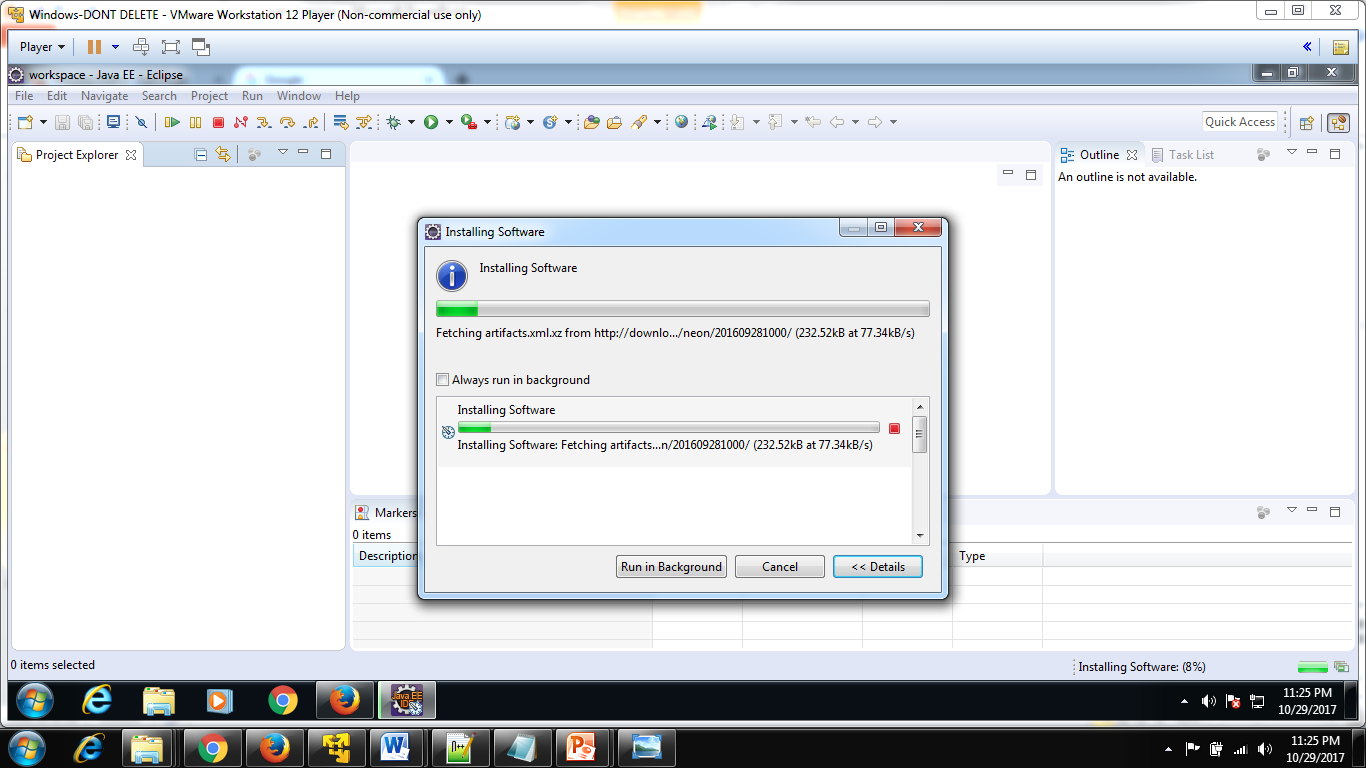 Windows-DONT DELETE - VMware Workstation 12 Player (Non-commercial use only)
Player
workspace - Java EE - Eclipse
File Edit Navigate Search Project Run Window Help
Quick Access
Project Explorer
Outline
Task List
An outline is not available.
Installing Software
Installing Software
Fetching artifacts.xml.xz from http://downlo.../neon/201609281000/ (232.52kB at 77.34kB/s)
Always run in background
Installing Software
Installing Software: Fetching artifacts...n/201609281000/ (232.52kB at 77.34kB/s)
Run in Background
Cancel
<< Details
Markers
0 items
Description
Type
0 items selected
Installing Software: (8%)
Java EE
IDE
11:25 PM
10/29/2017
11:25 PM
10/29/2017